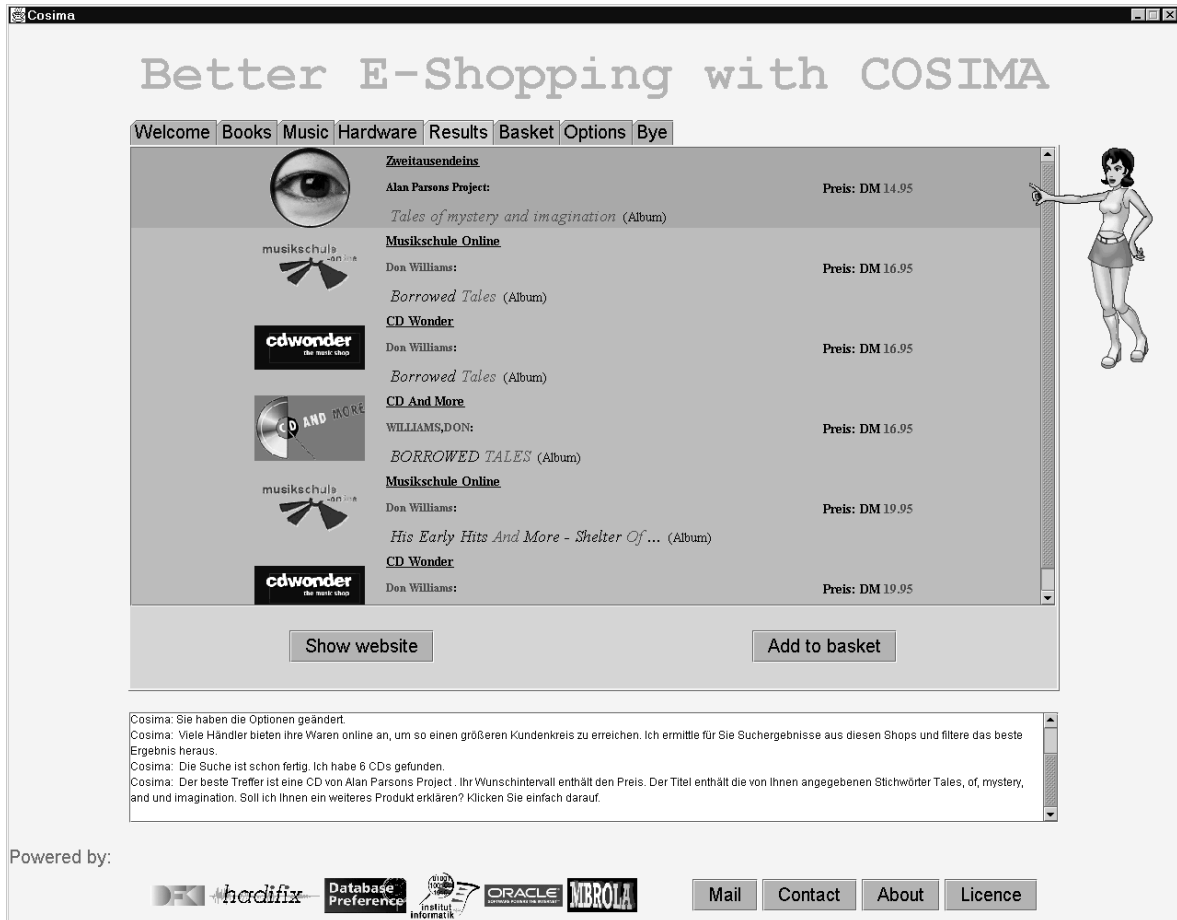 Cosima
Better E-Shopping with COSIMA
Welcome Books Music Hardware Results Basket Options Bye
Zweitausendeins
Alan Parsons Project: Preis: DM 14.95
Tales of mystery and imagination (Album)
musikschule
-online
Musikschule Online
Don Williams: Preis: DM 16.95
Borrowed Tales (Album)
cdwonder
the music shop
CD Wonder
Don Williams: Preis: DM 16.95
Borrowed Tales (Album)
CD AND MORE
CD And More
WILLIAMS,DON: Preis: DM 16.95
BORROWED TALES (Album)
musikschule
-online
Musikschule Online
Don Williams: Preis: DM 19.95
His Early Hits And More - Shelter Of ... (Album)
cdwonder
the music shop
CD Wonder
Don Williams: Preis: DM 19.95
Show website Add to basket
Cosima: Sie haben die Optionen geändert.
Cosima: Viele Händler bieten ihre Waren online an, um so einen größeren Kundenkreis zu erreichen. Ich ermittle für Sie Suchergebnisse aus diesen Shops und filtere das beste
Ergebnis heraus.
Cosima: Die Suche ist schon fertig. Ich habe 6 CDs gefunden.
Cosima: Der beste Treffer ist eine CD von Alan Parsons Project . Ihr Wunschintervall enthält den Preis. Der Titel enthält die von Ihnen angegebenen Stichwörter Tales, of, mystery,
and und imagination. Soll ich Ihnen ein weiteres Produkt erklären? Klicken Sie einfach darauf.
Powered by:
hadifix
Database
Preference
institut
informatik
ORACLE
SOFTWARE POWERS THE INTERNET
MBROLA
Mail Contact About Licence